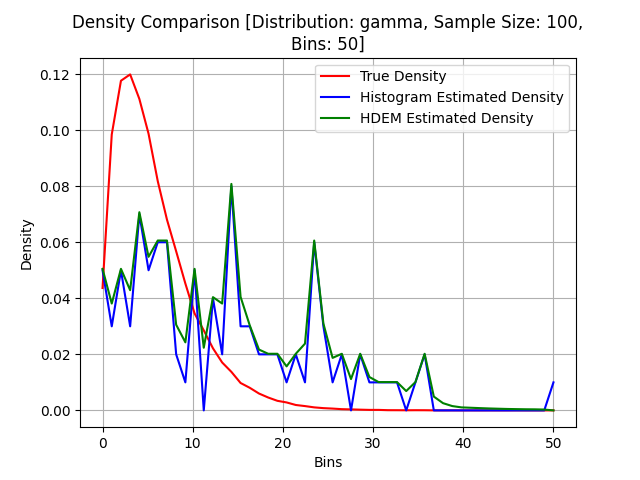 Density Comparison [Distribution: gamma, Sample Size: 100,
Bins: 50]
True Density
Histogram Estimated Density
HDEM Estimated Density
Density
0.12
0.10
0.08
0.06
0.04
0.02
0.00
0 10 20 30 40 50
Bins